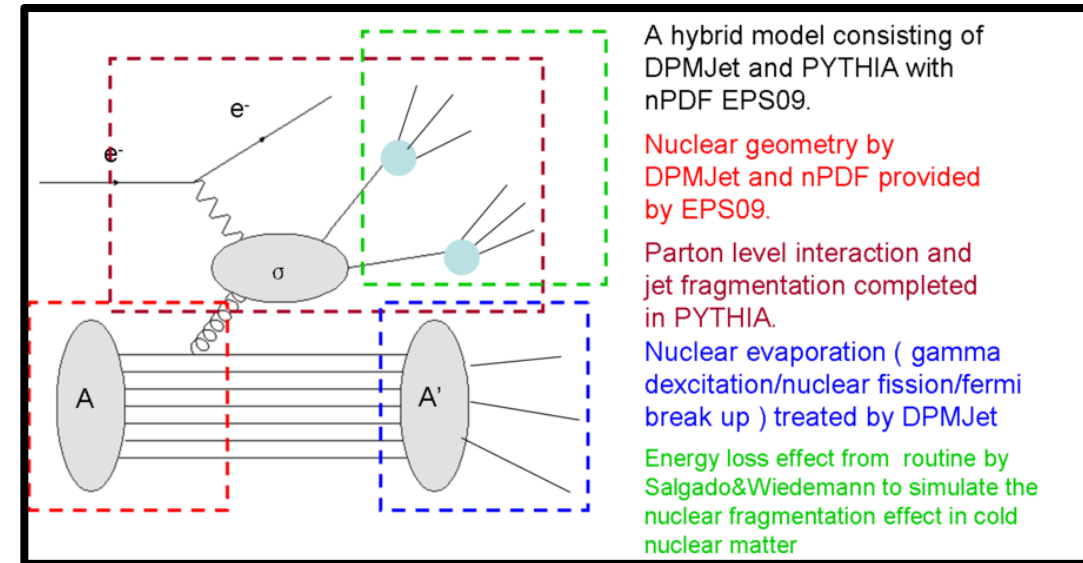 e-
e-
σ
A
A’
A hybrid model consisting of
DPMJet and PYTHIA with
nPDF EPS09.
Nuclear geometry by
DPMJet and nPDF provided
by EPS09.
Parton level interaction and
jet fragmentation completed
in PYTHIA.
Nuclear evaporation ( gamma
dexcitation/nuclear fission/fermi
break up ) treated by DPMJet
Energy loss effect from routine by
Salgado&Wiedemann to simulate the
nuclear fragmentation effect in cold
nuclear matter